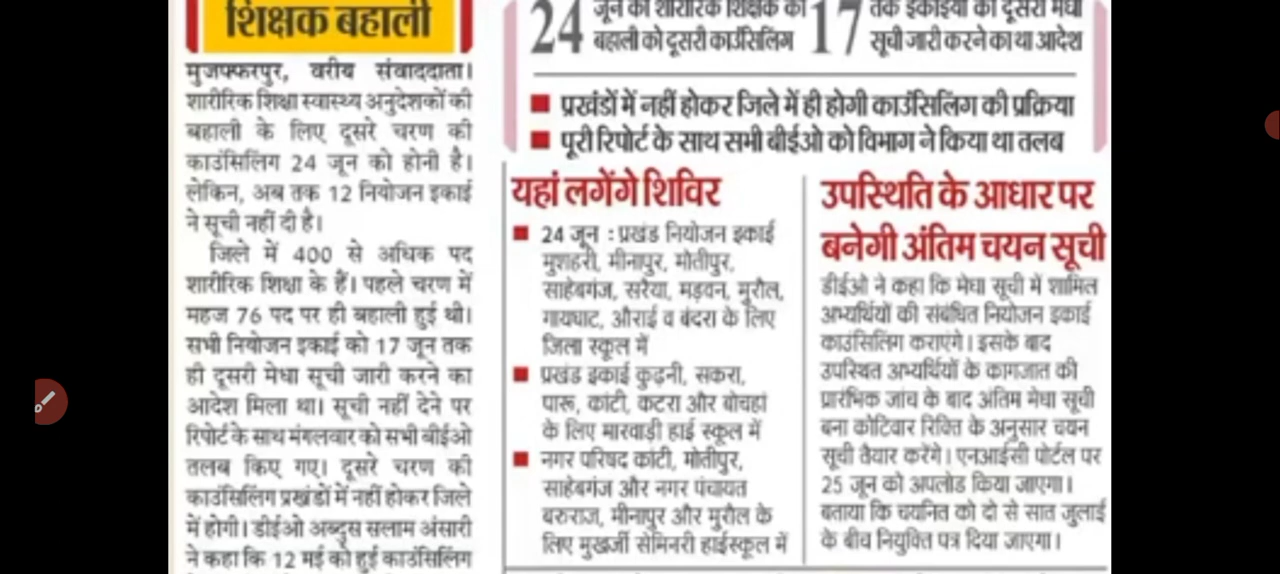 शिक्षक बहाली
मुजफ्फरपुर, वरीय संवाददाता।
शारीरिक शिक्षा स्वास्थ्य अनुदेशकों की
बहाली के लिए दूसरे चरण की
काउंसिलिंग 24 जून को होनी है।
लेकिन, अब तक 12 नियोजन इकाई
ने सूची नहीं दी है।
जिले में 400 से अधिक पद
शारीरिक शिक्षा के हैं। पहले चरण में
महज 76 पद पर ही बहाली हुई थी।
सभी नियोजन इकाई को 17 जून तक
ही दूसरी मेधा सूची जारी करने का
आदेश मिला था। सूची नहीं देने पर
रिपोर्ट के साथ मंगलवार को सभी बीईओ
तलब किए गए। दूसरे चरण की
काउंसिलिंग प्रखंडों में नहीं होकर जिले
में होगी। डीईओ अब्दुस सलाम अंसारी
ने कहा कि 12 मई को हुई काउंसिलिंग
24 जून को शारीरिक शिक्षक की
बहाली को दूसरी काउंसिलिंग
17 तक इकाइयों को दूसरी मेधा
सूची जारी करने का था आदेश
प्रखंडों में नहीं होकर जिले में ही होगी काउंसिलिंग की प्रक्रिया
पूरी रिपोर्ट के साथ सभी बीईओ को विभाग ने किया था तलब
यहां लगेंगे शिविर
24 जून : प्रखंड नियोजन इकाई
मुशहरी, मीनापुर, मोतीपुर,
साहेबगंज, सरैया, मड़वन, मुरौल,
गायघाट, औराई व बंदरा के लिए
जिला स्कूल में
प्रखंड इकाई कुढ़नी, सकरा,
पारू, कांटी, कटरा और बोचहां
के लिए मारवाड़ी हाई स्कूल में
नगर परिषद कांटी, मोतीपुर,
साहेबगंज और नगर पंचायत
बरुराज, मीनापुर और मुरौल के
लिए मुखर्जी सेमिनरी हाईस्कूल में
उपस्थिति के आधार पर
बनेगी अंतिम चयन सूची
डीईओ ने कहा कि मेधा सूची में शामिल
अभ्यर्थियों की संबंधित नियोजन इकाई
काउंसिलिंग कराएंगे। इसके बाद
उपस्थित अभ्यर्थियों के कागजात की
प्रारंभिक जांच के बाद अंतिम मेधा सूची
बना कोटिवार रिक्ति के अनुसार चयन
सूची तैयार करेंगे। एनआईसी पोर्टल पर
25 जून को अपलोड किया जाएगा।
बताया कि चयनित को दो से सात जुलाई
के बीच नियुक्ति पत्र दिया जाएगा।